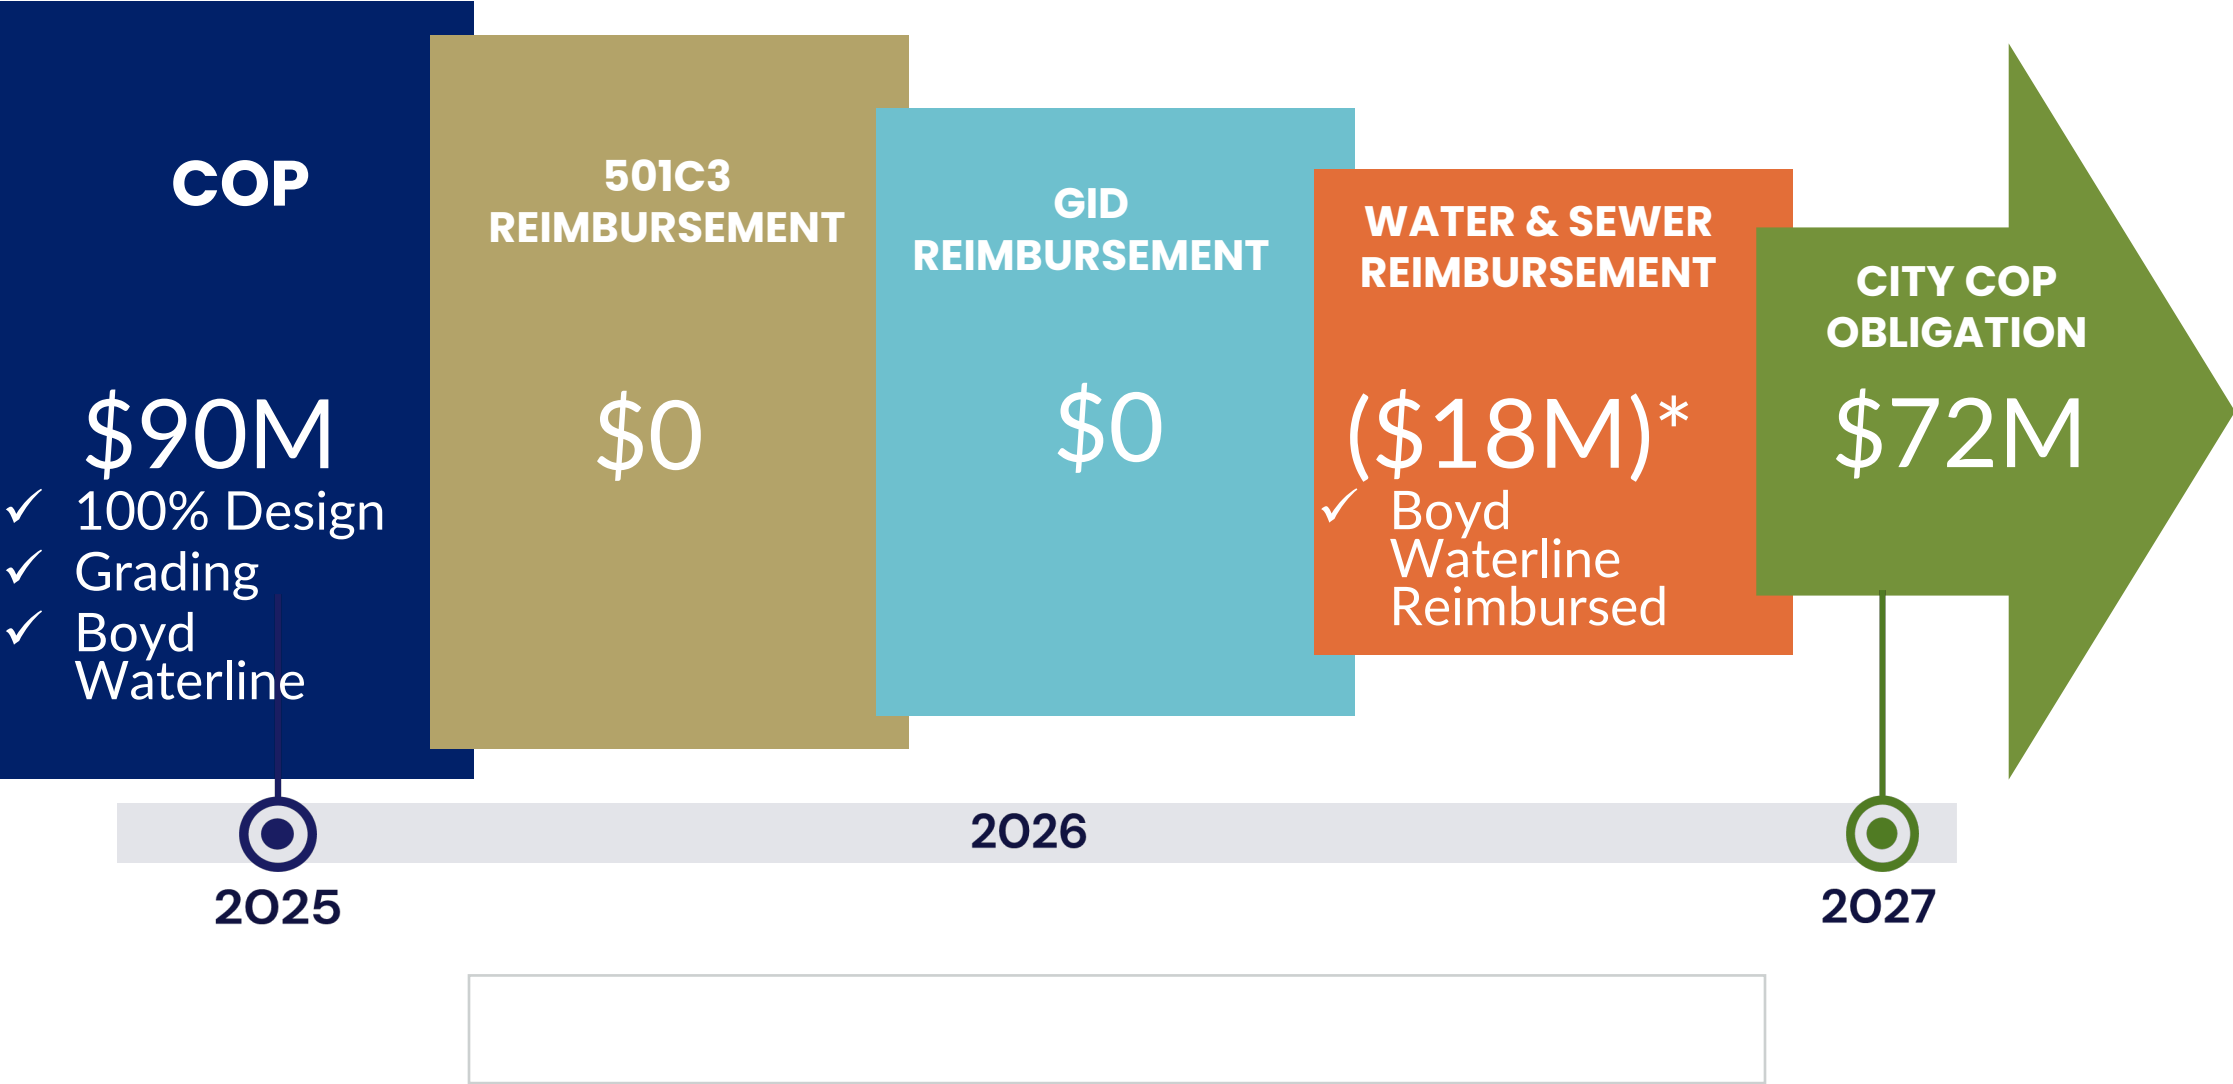 COP
$90M
✓ 100% Design
✓ Grading
✓ Boyd
Waterline
501C3
REIMBURSEMENT
$0
GID
REIMBURSEMENT
$0
WATER & SEWER
REIMBURSEMENT
($18M)*
✓ Boyd
Waterline
Reimbursed
CITY COP
OBLIGATION
$72M
2025
2026
2027